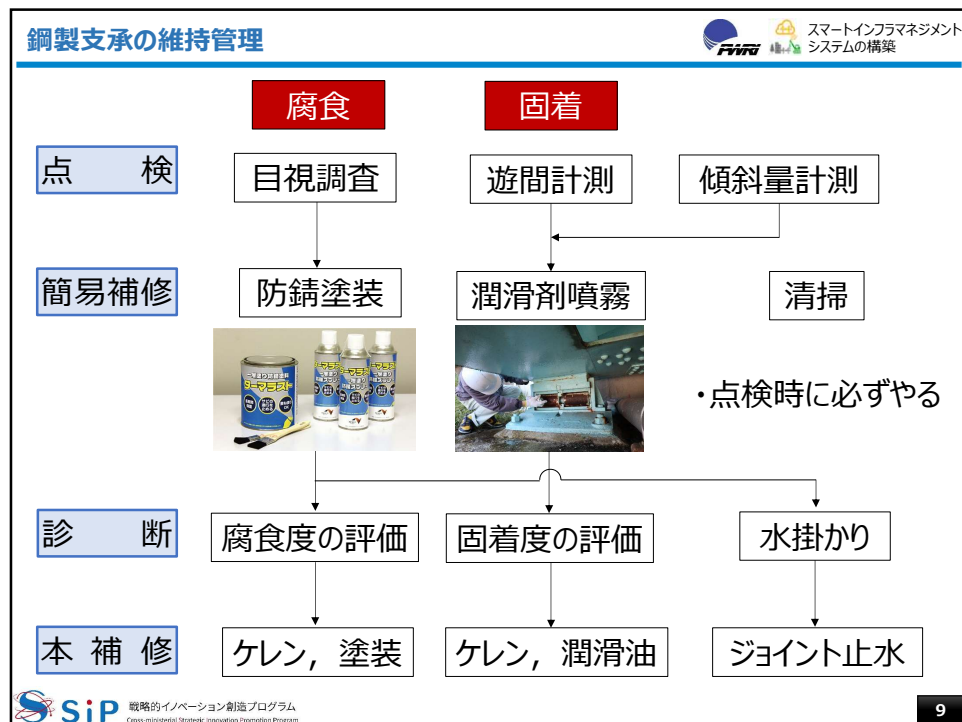 鋼製支承の維持管理
PWRI
スマートインフラマネジメント
システムの構築
腐食
固着
点 検
目視調査
遊間計測
傾斜量計測
簡易補修
防錆塗装
潤滑剤噴霧
清掃
ターマラスト
・点検時に必ずやる
診 断
腐食度の評価
固着度の評価
水掛かり
本 補 修
ケレン，塗装
ケレン，潤滑油
ジョイント止水
SiP
戦略的イノベーション創造プログラム
Cross-ministerial Strategic Innovation Promotion Program
9